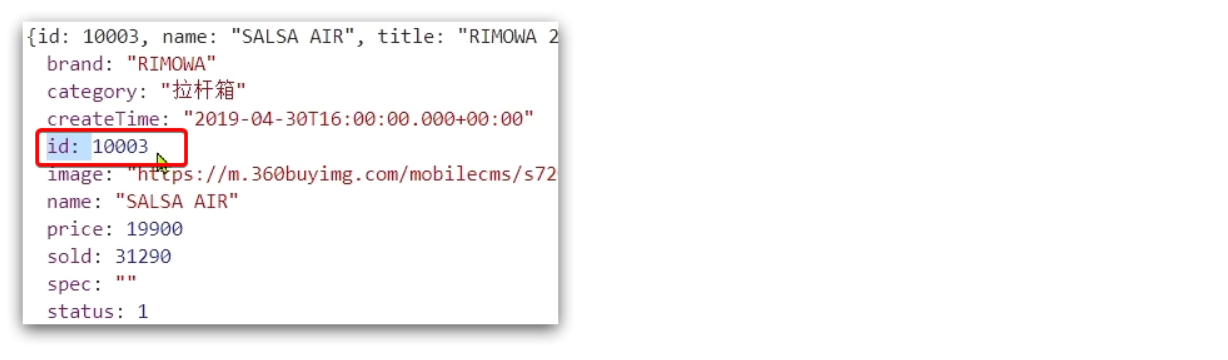 {id: 10003, name: "SALSA AIR", title: "RIMOWA 2
brand: "RIMOWA"
category: "拉杆箱"
createTime: "2019-04-30T16:00:00.000+00:00"
id: 10003
image: "https://m.360buyimg.com/mobilecms/s72
name: "SALSA AIR"
price: 19900
sold: 31290
spec: ""
status: 1